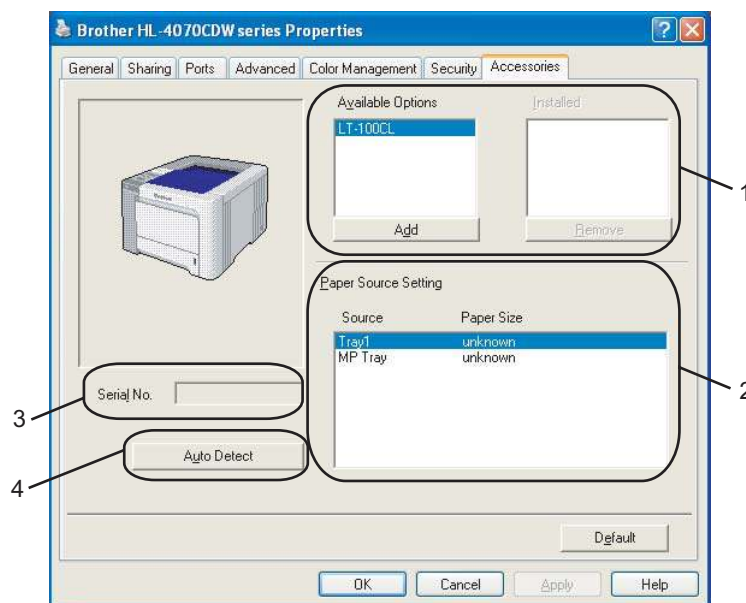 Brother HL-4070CDW series Properties
General Sharing Ports Advanced Color Management Security Accessories
Available Options Installed
LT-100CL
Add Remove
1
Paper Source Setting
Source Paper Size
Tray1 unknown
MP Tray unknown
2
Serial No.
3
Auto Detect
4
Default
OK Cancel Apply Help